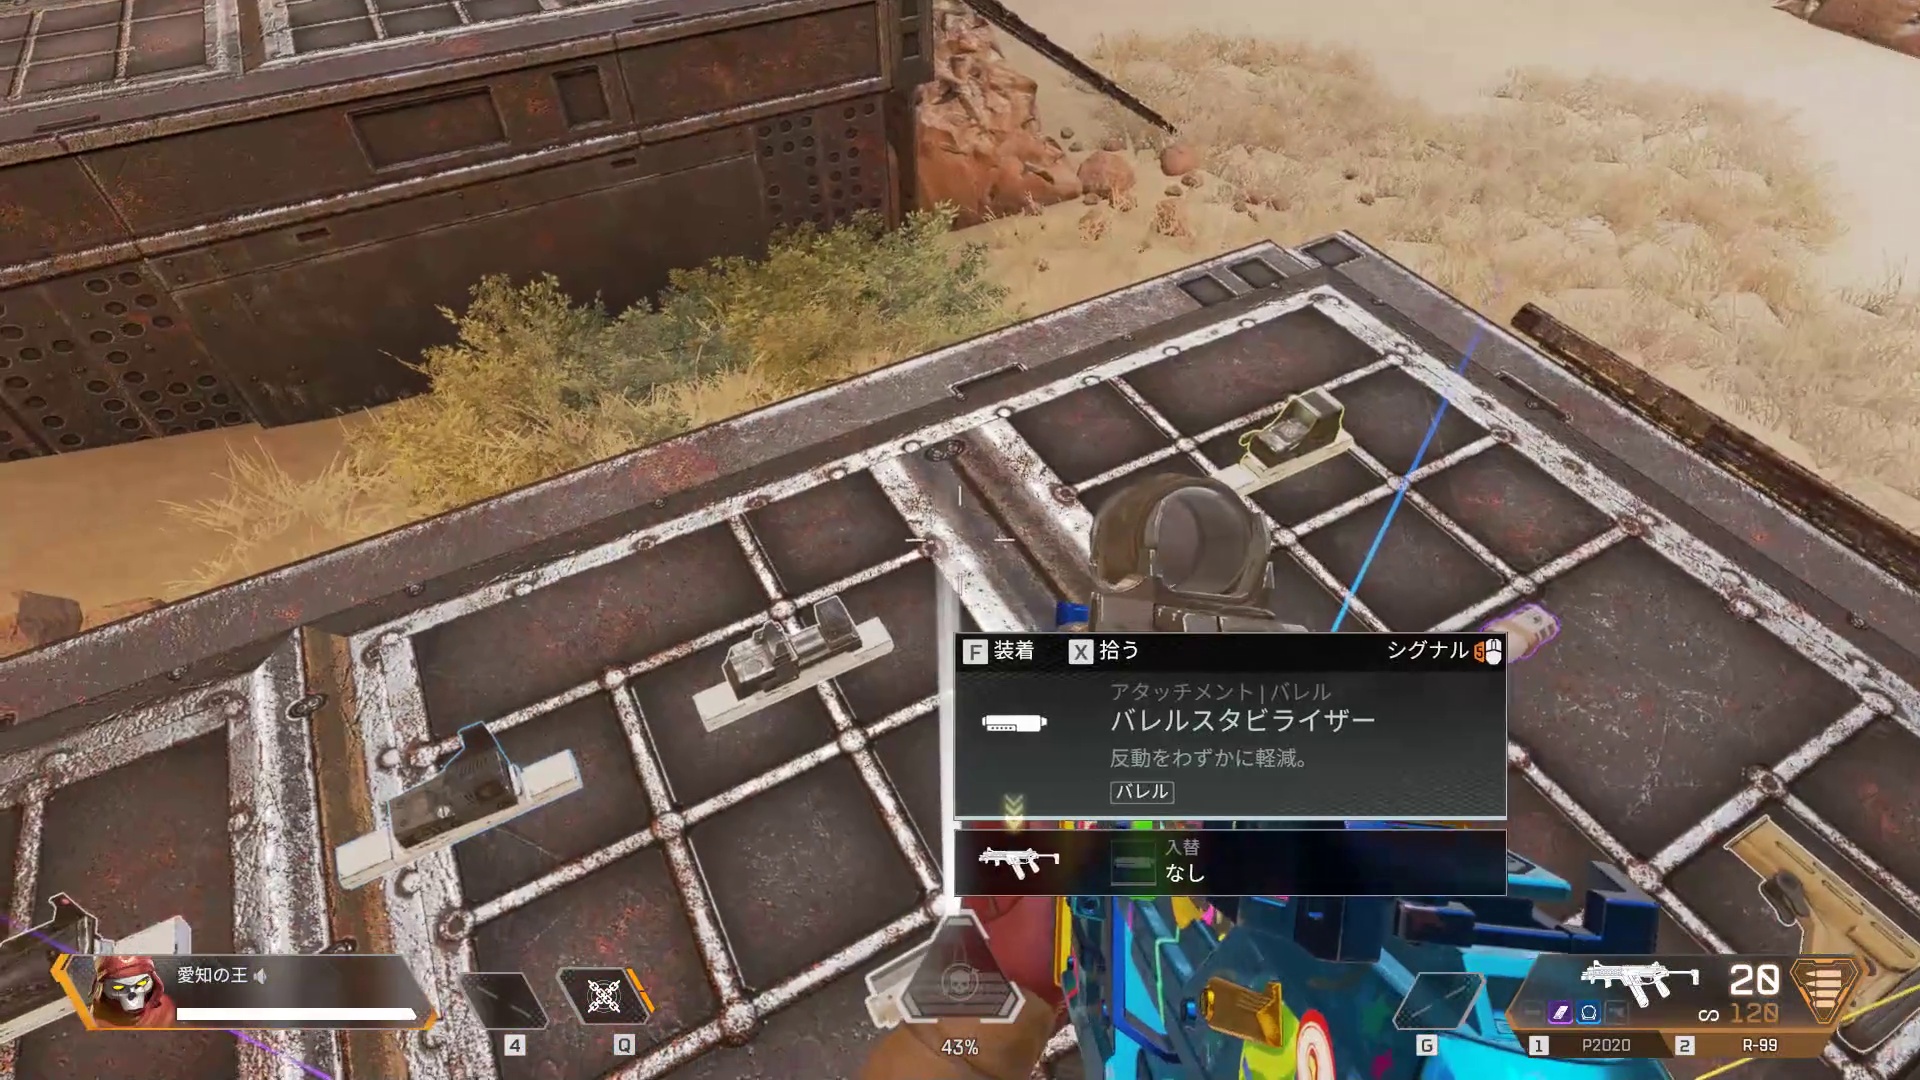 F 装着 X 拾う シグナル 5
アタッチメント | バレル
バレルスタビライザー
反動をわずかに軽減。
バレル
入替
なし
愛知の王
4
Q
43%
G
20
∞ 120
1 P2020 2 R-99